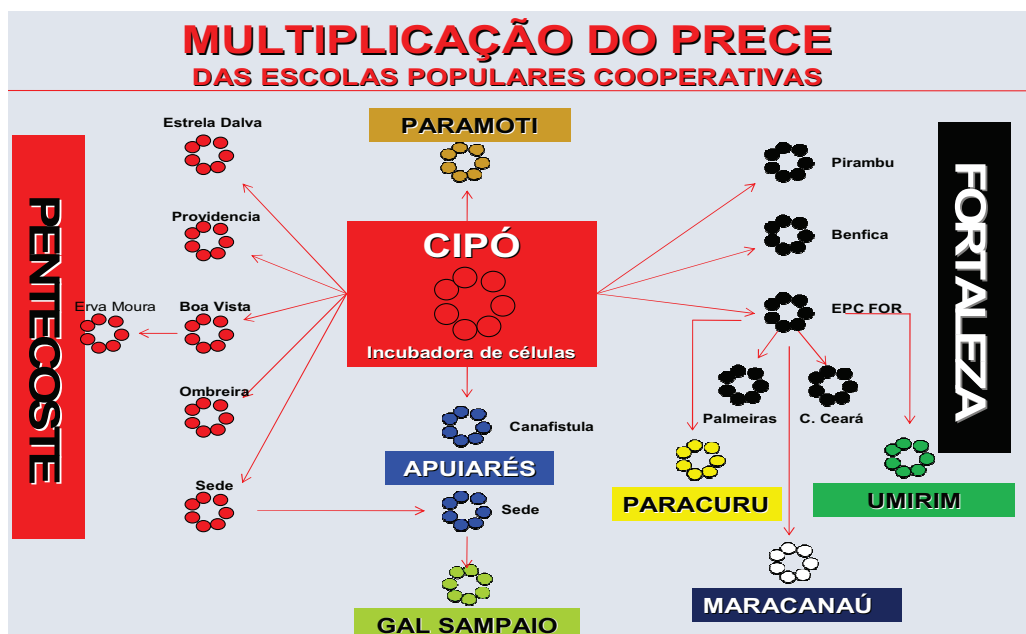 MULTIPLICAÇÃO DO PRECE
DAS ESCOLAS POPULARES COOPERATIVAS
PENTECOSTE
Estrela Dalva
Providencia
Erva Moura
Boa Vista
Ombreira
Sede
PARAMOTI
CIPÓ
Incubadora de células
Canafistula
APUIARÉS
Sede
GAL SAMPAIO
Pirambu
Benfica
EPC FOR
Palmeiras
C. Ceará
PARACURU
UMIRIM
MARACANAÚ
FORTALEZA